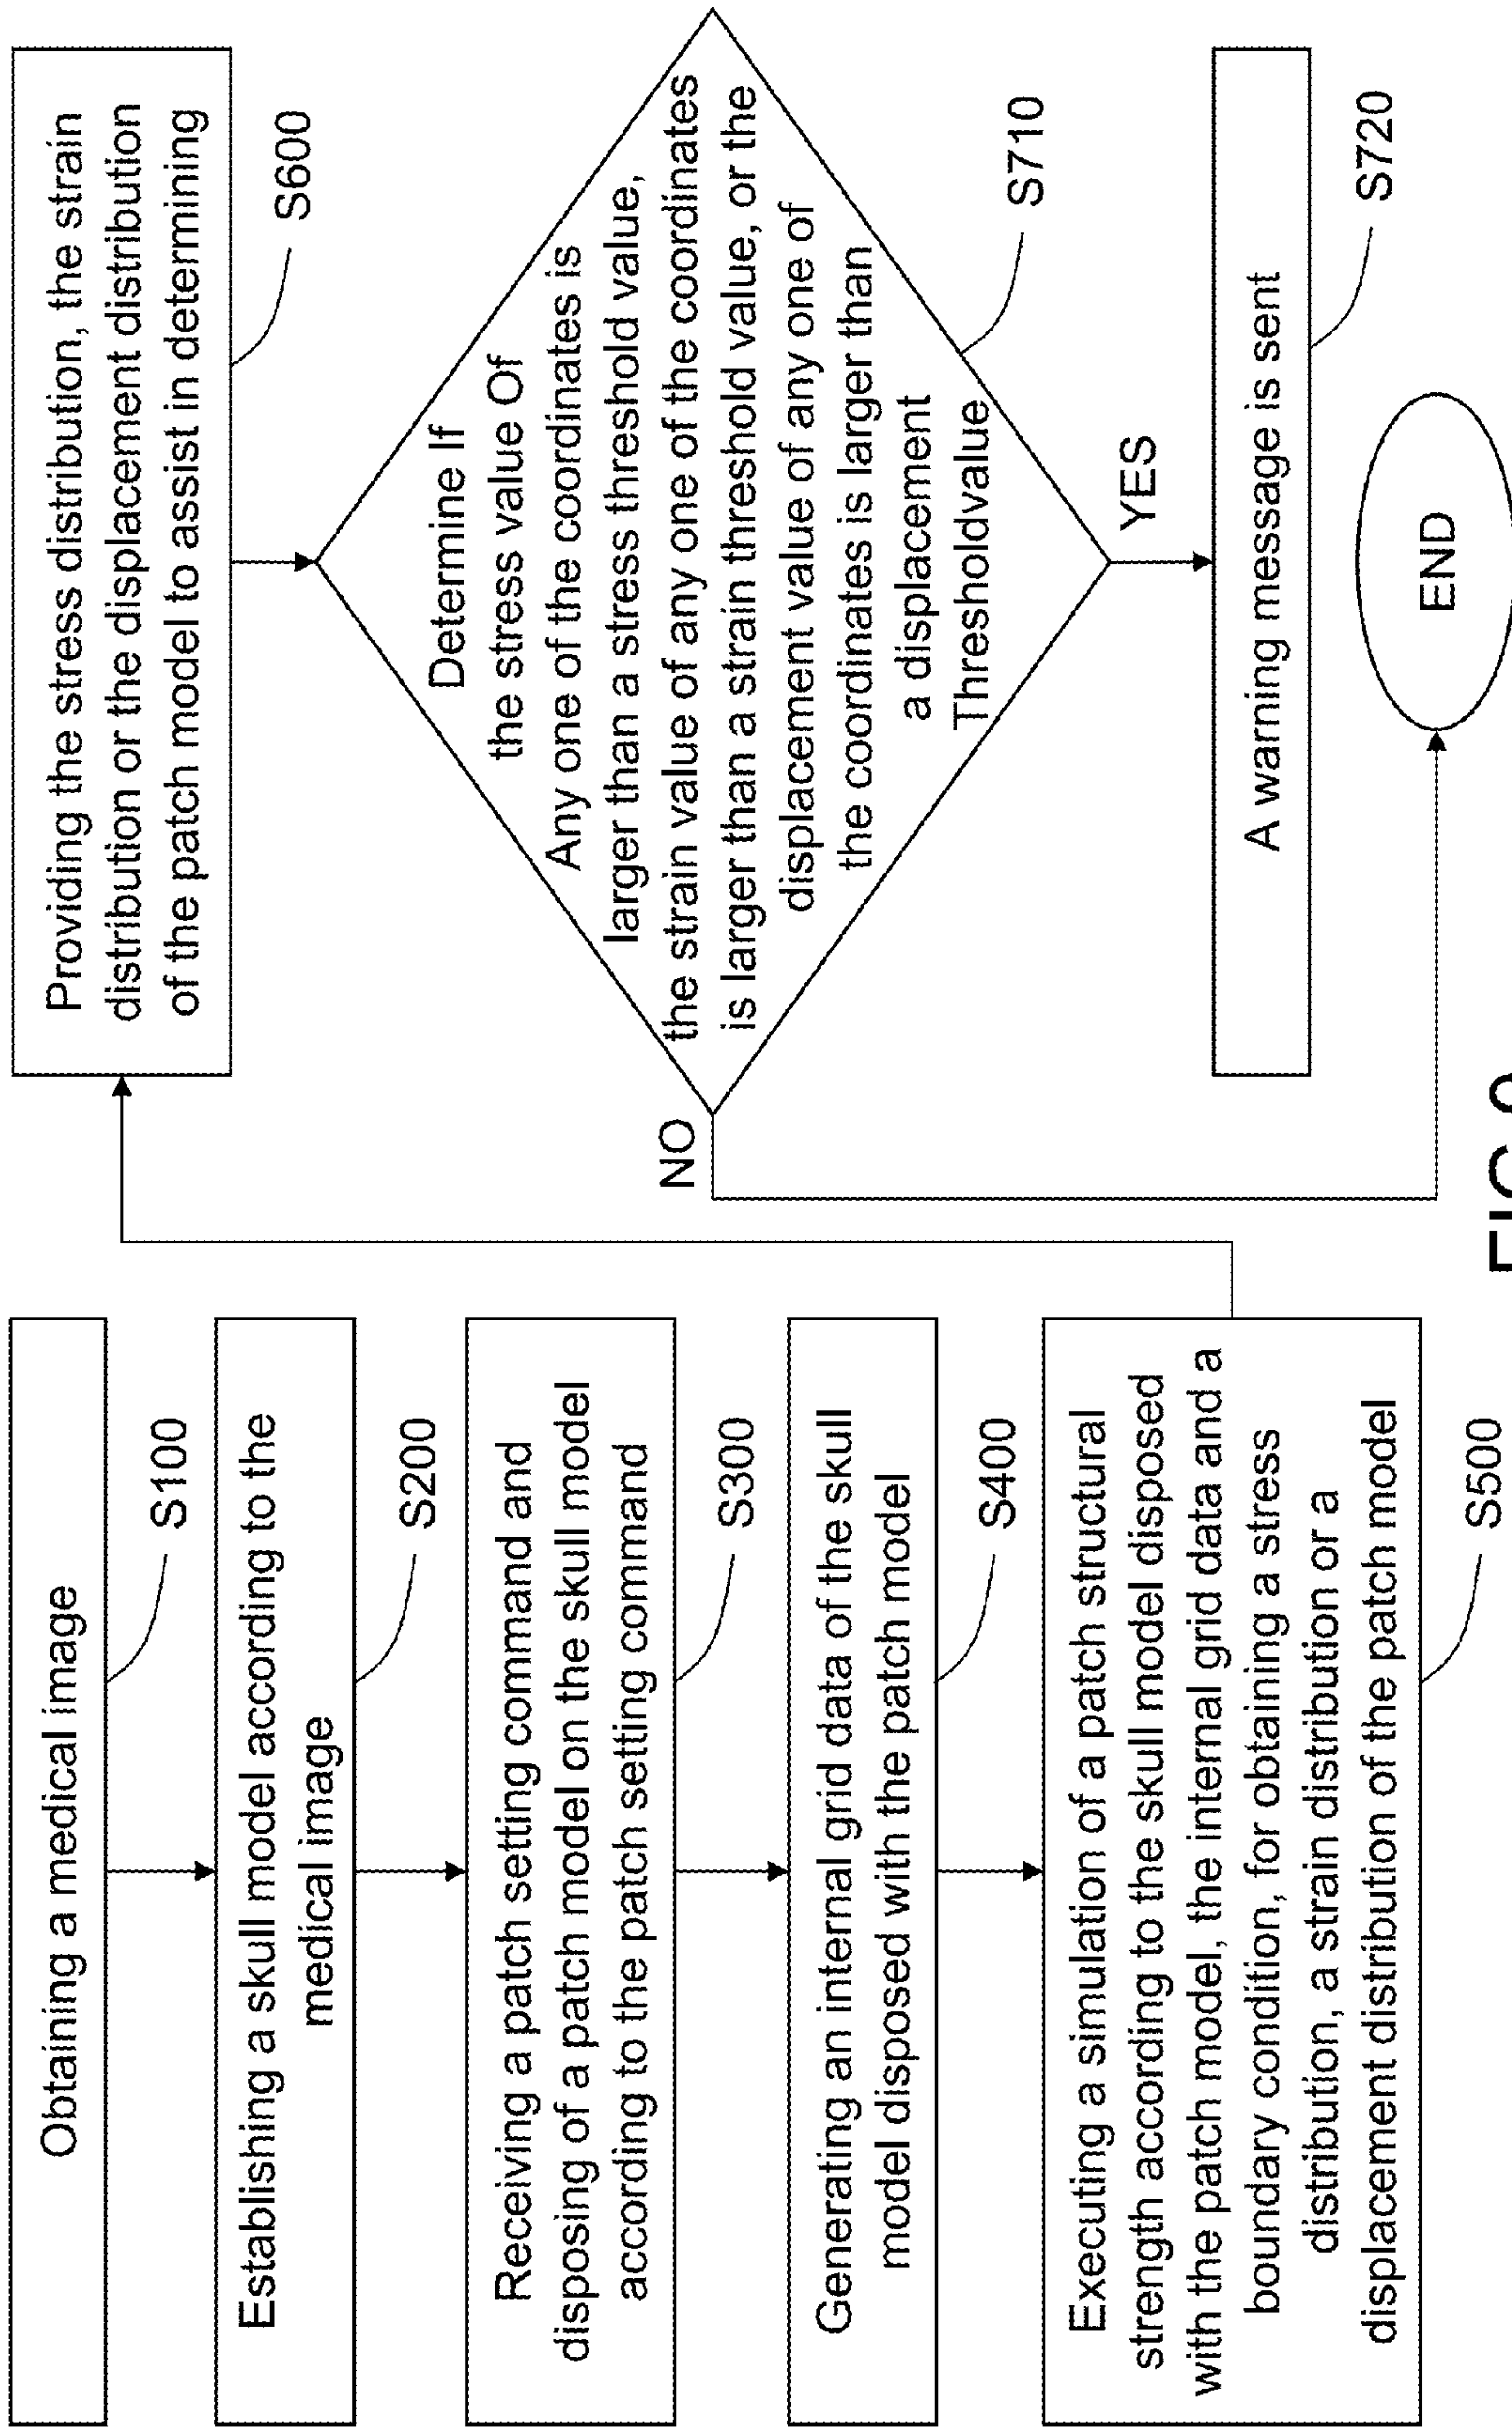 Obtaining a medical image
S100
Establishing a skull model according to the
medical image
S200
Receiving a patch setting command and
disposing of a patch model on the skull model
according to the patch setting command
S300
Generating an internal grid data of the skull
model disposed with the patch model
S400
Executing a simulation of a patch structural
strength according to the skull model disposed
with the patch model, the internal grid data and a
boundary condition, for obtaining a stress
distribution, a strain distribution or a
displacement distribution of the patch model
S500
Providing the stress distribution, the strain
distribution or the displacement distribution
of the patch model to assist in determining
S600
Determine If
the stress value Of
Any one of the coordinates is
larger than a stress threshold value,
the strain value of any one of the coordinates
is larger than a strain threshold value, or the
displacement value of any one of
the coordinates is larger than
a displacement
Thresholdvalue
S710
NO
YES
A warning message is sent
S720
END
FIG.